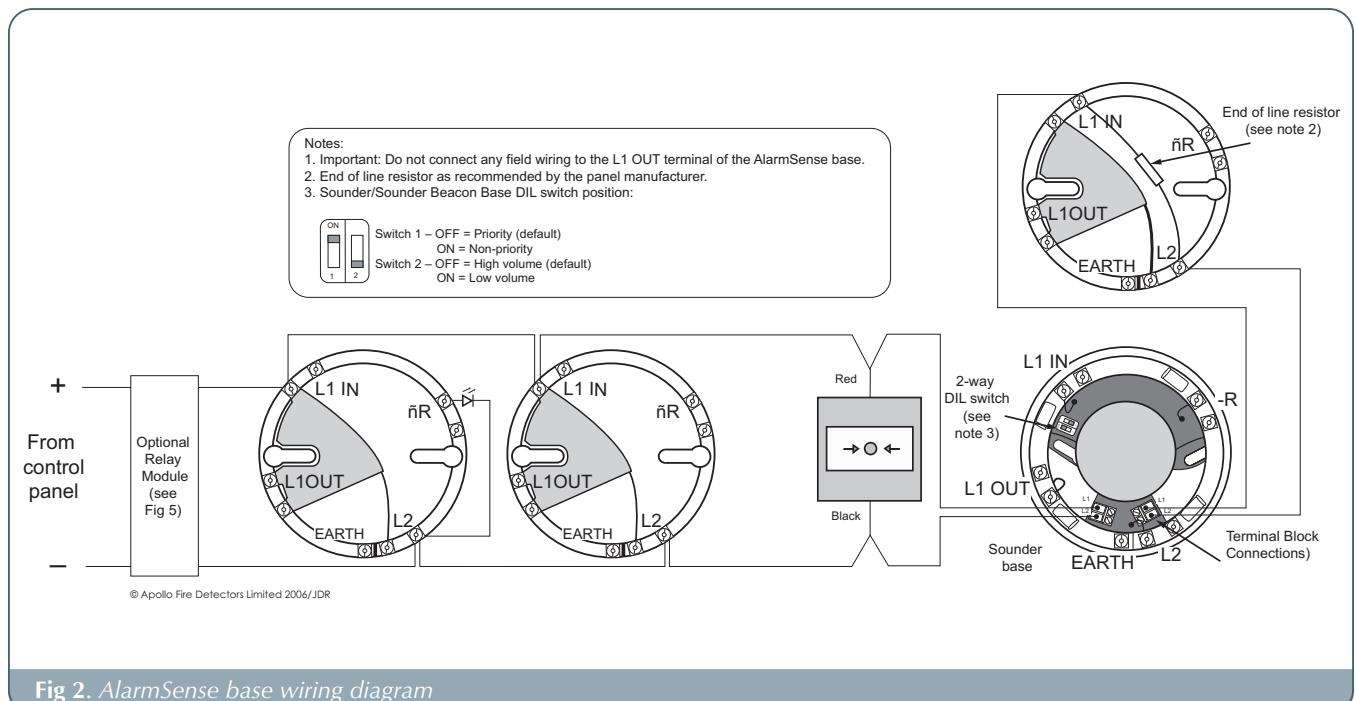 Notes:
1. Important: Do not connect any field wiring to the L1 OUT terminal of the AlarmSense base.
2. End of line resistor as recommended by the panel manufacturer.
3. Sounder/Sounder Beacon Base DIL switch position:
ON
1 2
Switch 1 – OFF = Priority (default)
ON = Non-priority
Switch 2 – OFF = High volume (default)
ON = Low volume
L1 IN
ñR
L1OUT
EARTH
L2
End of line resistor
(see note 2)
+
From
control
panel
–
Optional
Relay
Module
(see
Fig 5)
L1 IN
ñR
L1OUT
EARTH
L2
L1 IN
ñR
L1OUT
EARTH
L2
Red
Black
L1 IN
2-way
DIL switch
(see
note 3)
-R
L1 OUT
L1
L2
L1
L2
Sounder
base
EARTH
L2
Terminal Block
Connections)
© Apollo Fire Detectors Limited 2006/JDR
Fig 2. AlarmSense base wiring diagram